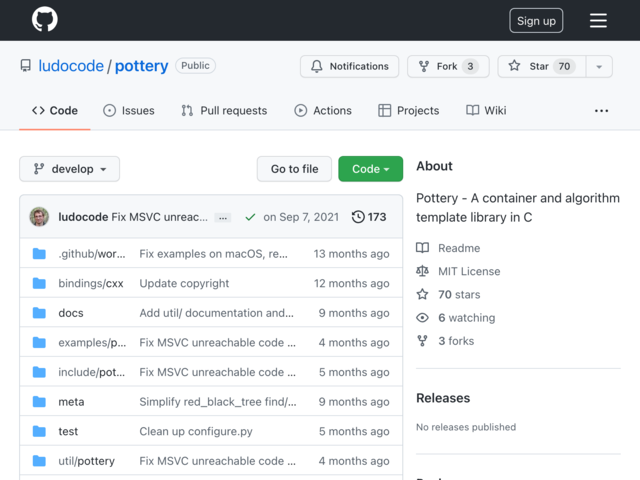 Sign up
ludocode / pottery Public
Notifications Fork 3 Star 70
Code Issues Pull requests Actions Projects Wiki ...
develop Go to file Code
ludocode Fix MSVC unreac... ... on Sep 7, 2021 173
.github/wor... Fix examples on macOS, re... 13 months ago
bindings/cxx Update copyright 12 months ago
docs Add util/ documentation and... 9 months ago
examples/p... Fix MSVC unreachable code ... 4 months ago
include/pot... Fix MSVC unreachable code ... 5 months ago
meta Simplify red_black_tree find/... 9 months ago
test Clean up configure.py 5 months ago
util/pottery Fix MSVC unreachable code ... 4 months ago
About
Pottery - A container and algorithm
template library in C
Readme
MIT License
70 stars
6 watching
3 forks
Releases
No releases published